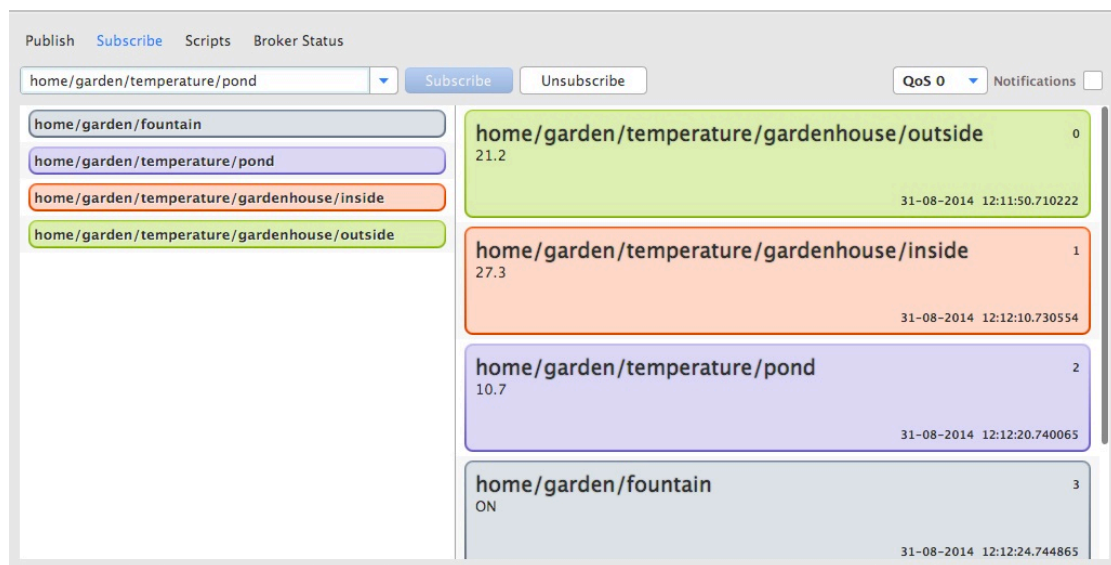 Publish Subscribe Scripts Broker Status
home/garden/temperature/pond Subscribe Unsubscribe QoS 0 Notifications
home/garden/fountain
home/garden/temperature/pond
home/garden/temperature/gardenhouse/inside
home/garden/temperature/gardenhouse/outside
home/garden/temperature/gardenhouse/outside 0
21.2
31-08-2014 12:11:50.710222
home/garden/temperature/gardenhouse/inside 1
27.3
31-08-2014 12:12:10.730554
home/garden/temperature/pond 2
10.7
31-08-2014 12:12:20.740065
home/garden/fountain 3
ON
31-08-2014 12:12:24.744865